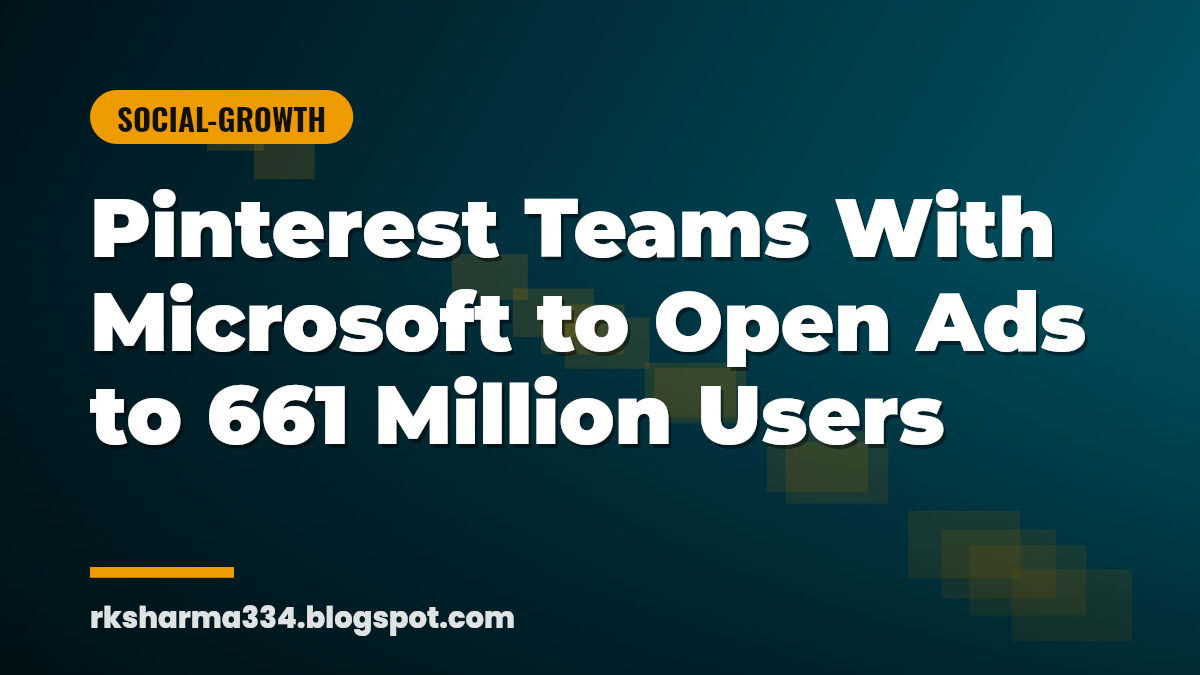 SOCIAL-GROWTH
Pinterest Teams With
Microsoft to Open Ads
to 661 Million Users
rksharma334.blogspot.com